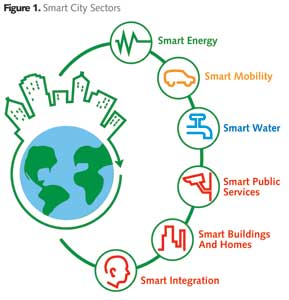 Figure 1. Smart City Sectors
Smart Energy
Smart Mobility
Smart Water
Smart Public
Services
Smart Buildings
And Homes
Smart Integration